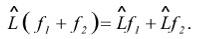 L̂ ( f₁ + f₂ ) = L̂f₁ + L̂f₂ .